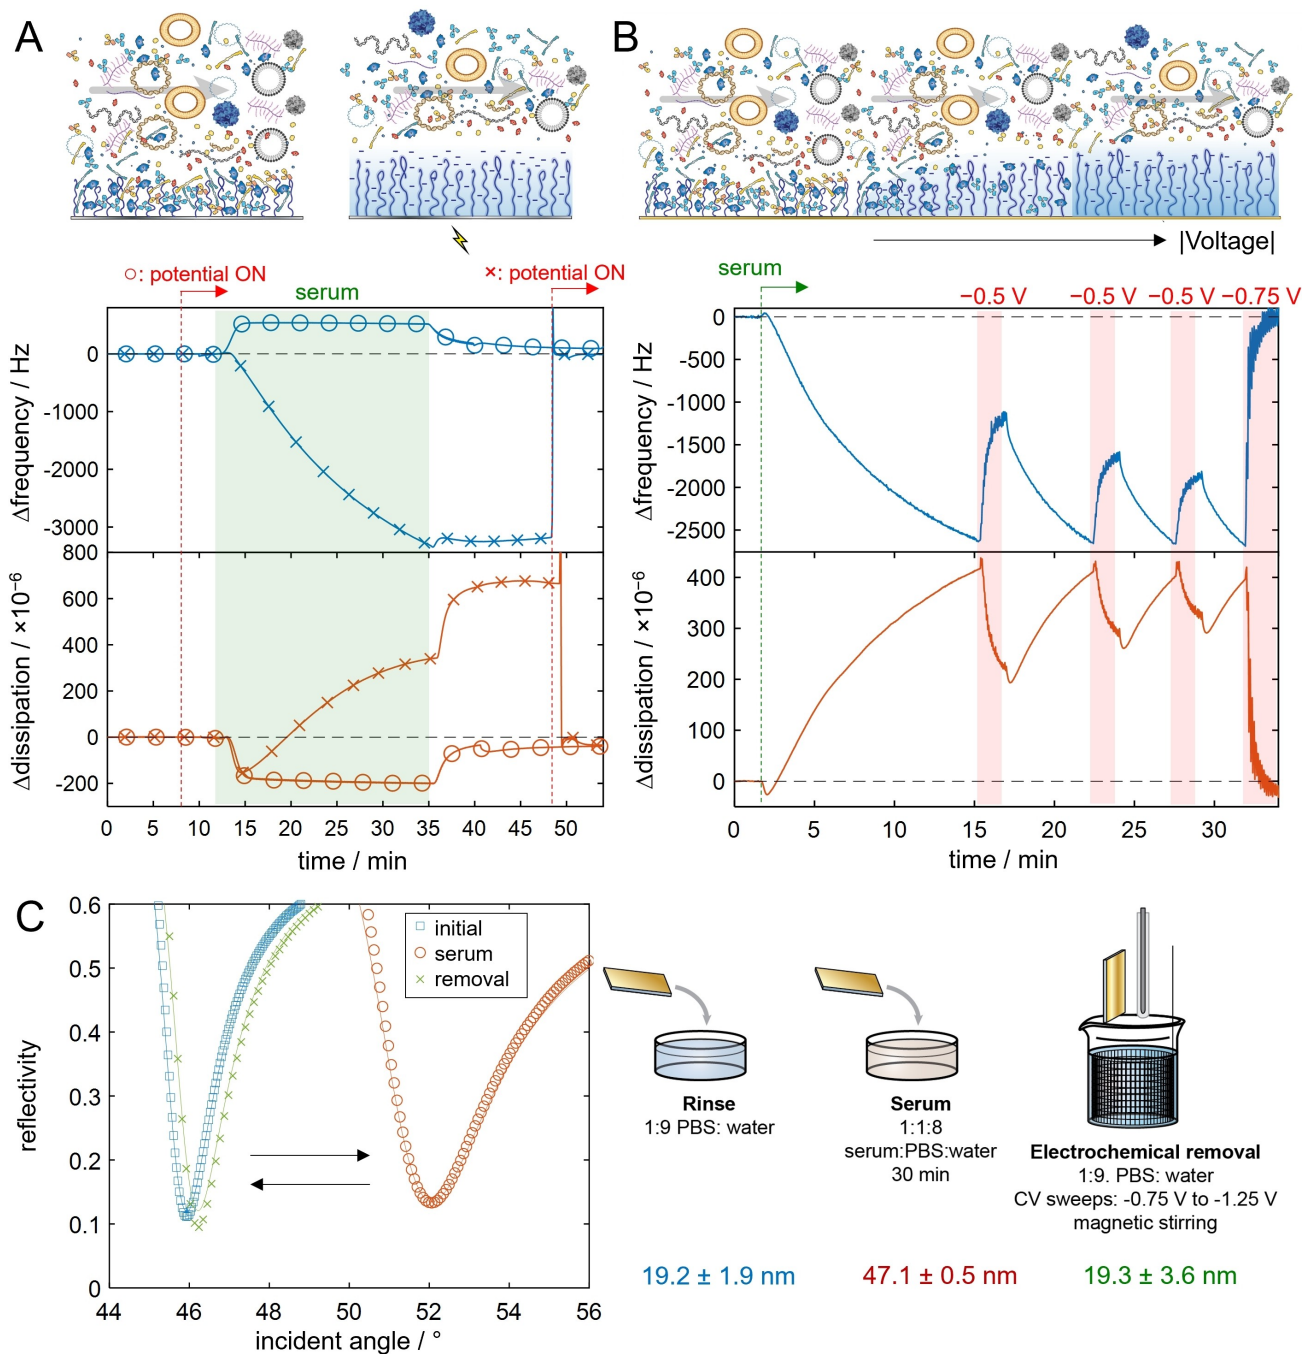 A
B
|Voltage|
○: potential ON
×: potential ON
serum
Δfrequency / Hz
0
-1000
-2000
-3000
Δdissipation / ×10⁻⁶
800
600
400
200
0
-200
0 5 10 15 20 25 30 35 40 45 50
time / min
serum
−0.5 V −0.5 V −0.5 V −0.75 V
Δfrequency / Hz
0
-500
-1000
-1500
-2000
-2500
Δdissipation / ×10⁻⁶
400
300
200
100
0
0 5 10 15 20 25 30
time / min
C
reflectivity
0.6
0.5
0.4
0.3
0.2
0.1
0
44 46 48 50 52 54 56
incident angle / °
initial
serum
removal
Rinse
1:9 PBS: water
Serum
1:1:8
serum:PBS:water
30 min
Electrochemical removal
1:9. PBS: water
CV sweeps: -0.75 V to -1.25 V
magnetic stirring
19.2 ± 1.9 nm
47.1 ± 0.5 nm
19.3 ± 3.6 nm